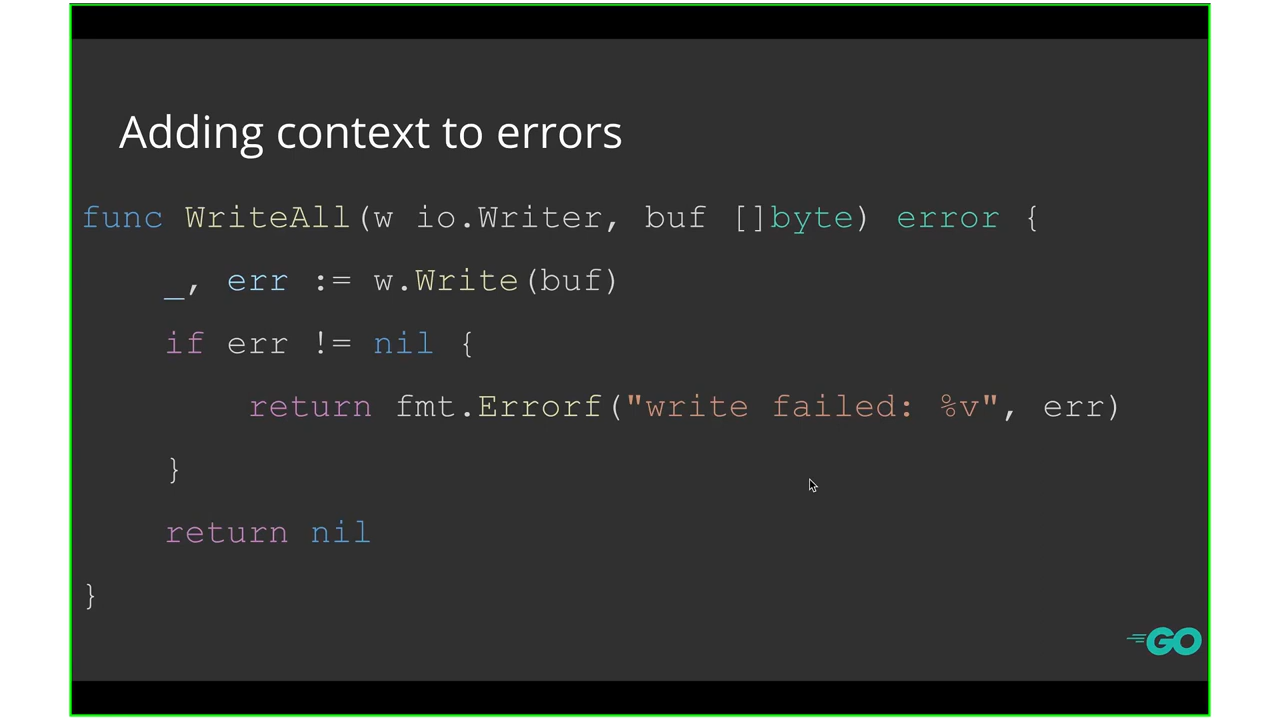 Adding context to errors
func WriteAll(w io.Writer, buf []byte) error {
_, err := w.Write(buf)
if err != nil {
return fmt.Errorf("write failed: %v", err)
}
return nil
}
GO